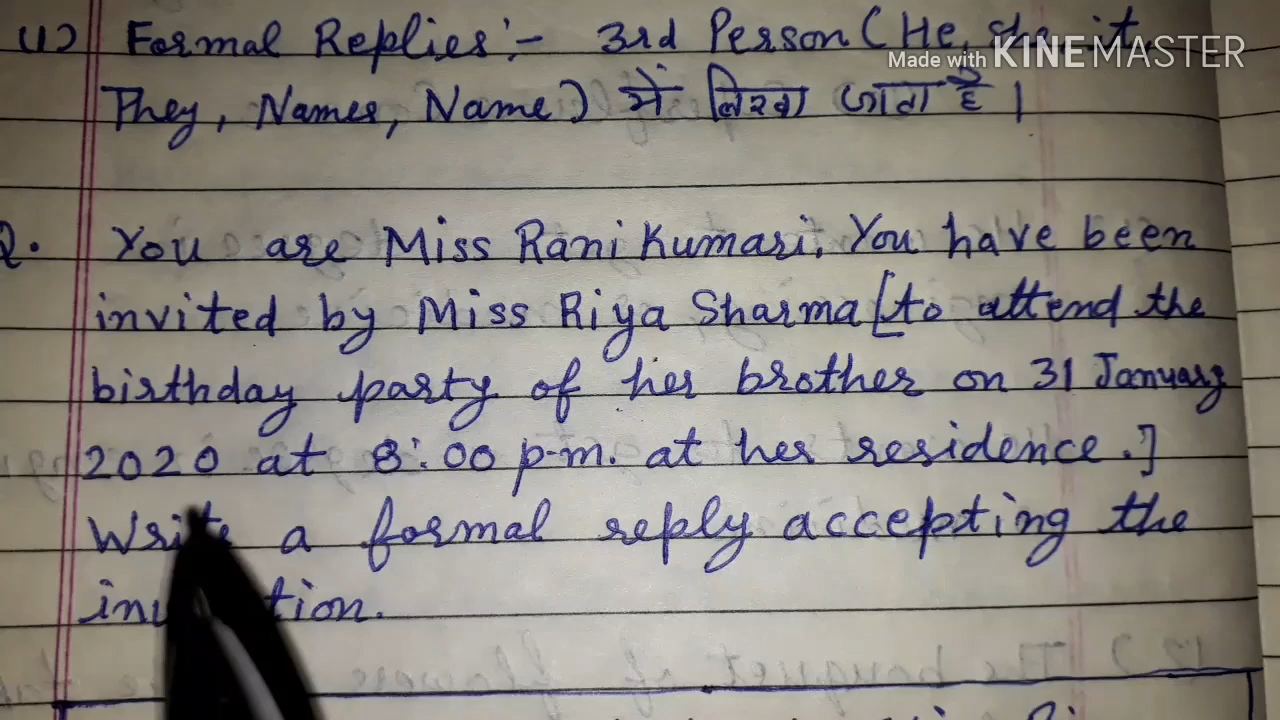 (1) Formal Replies :- 3rd Person (He, she, it
Made with KINEMASTER
They, Names, Name) में लिखा जाता है।
Q. You are Miss Rani Kumari. You have been
invited by Miss Riya Sharma [to attend the
birthday party of her brother on 31 January
2020 at 8:00 p.m. at her residence.]
Write a formal reply accepting the